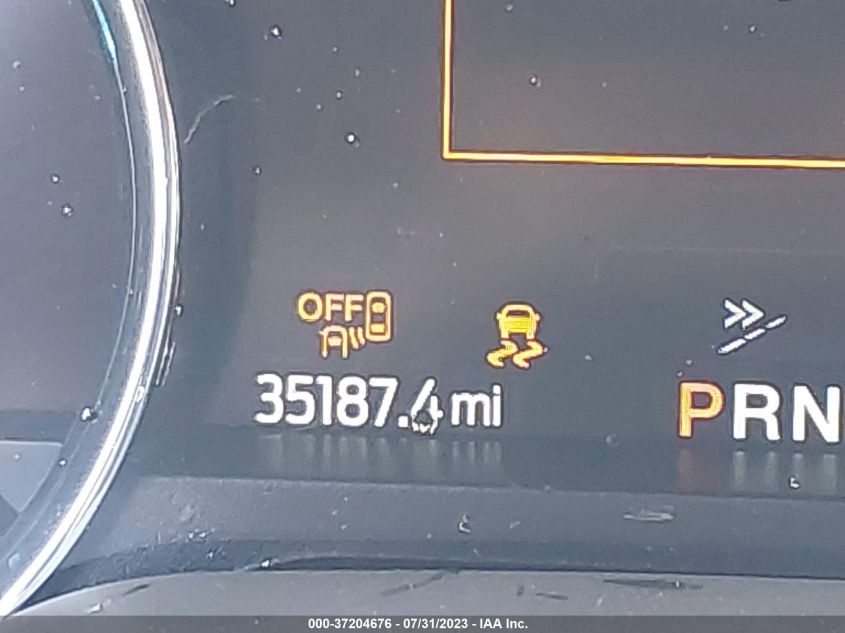 OFF
35187.4 mi
PRN
000-37204676 - 07/31/2023 - IAA Inc.